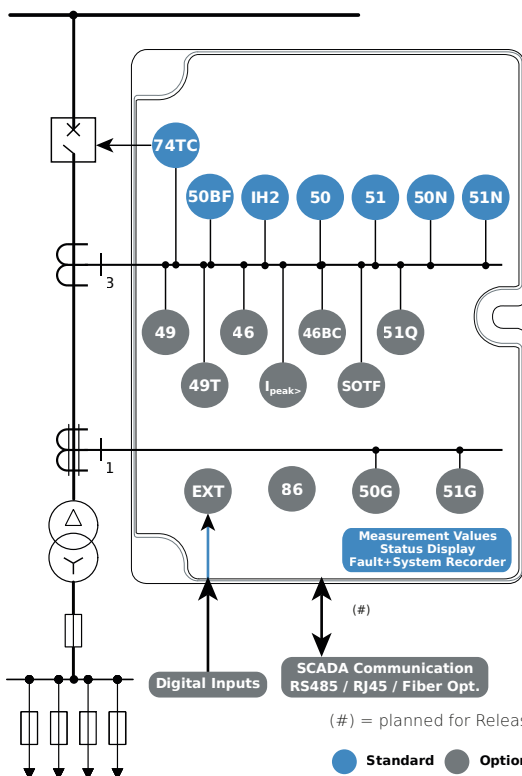 74TC
50BF IH2 50 51 50N 51N
3
49 46 46BC 51Q
49T Ipeak> SOTF
1
EXT 86 50G 51G
Measurement Values
Status Display
Fault+System Recorder
(#)
Digital Inputs
SCADA Communication
RS485 / RJ45 / Fiber Opt.
(#) = planned for Releas
Standard Option